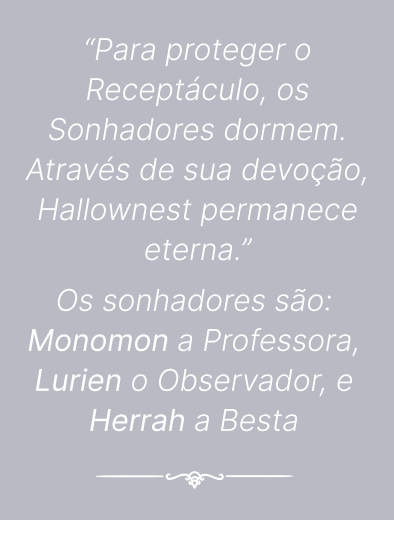 “Para proteger o
Receptáculo, os
Sonhadores dormem.
Através de sua devoção,
Hallownest permanece
eterna.”
Os sonhadores são:
Monomon a Professora,
Lurien o Observador, e
Herrah a Besta